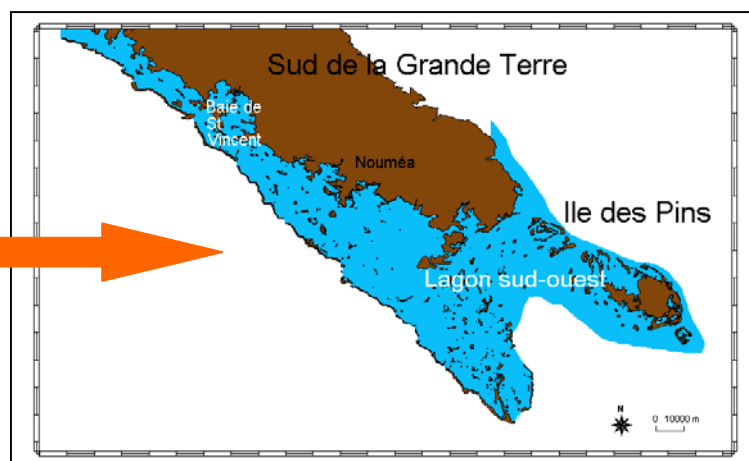 Sud de la Grande Terre
Baie de
St
Vincent
Nouméa
Ile des Pins
Lagon sud-ouest
N
0 10000 m